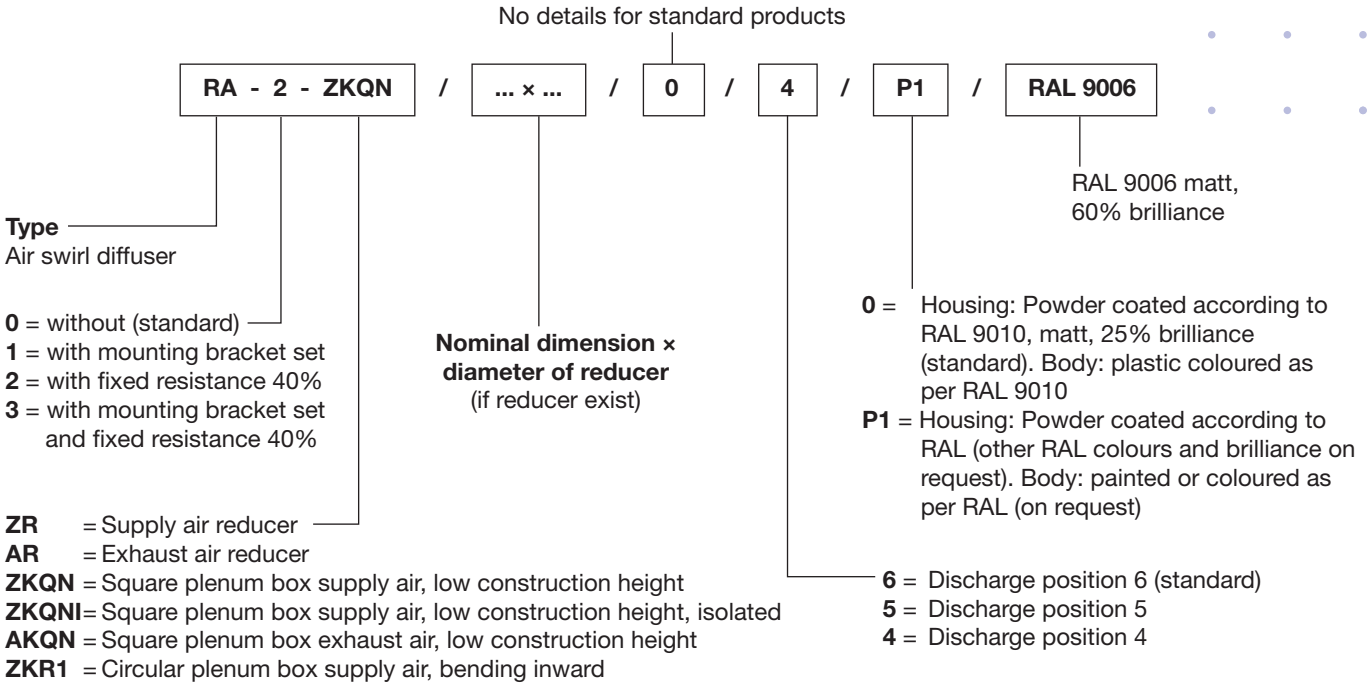 No details for standard products
RA - 2 - ZKQN / ... × ... / 0 / 4 / P1 / RAL 9006
RAL 9006 matt,
60% brilliance
Type
Air swirl diffuser
0 = without (standard)
1 = with mounting bracket set
2 = with fixed resistance 40%
3 = with mounting bracket set
and fixed resistance 40%
Nominal dimension ×
diameter of reducer
(if reducer exist)
0 = Housing: Powder coated according to
RAL 9010, matt, 25% brilliance
(standard). Body: plastic coloured as
per RAL 9010
P1 = Housing: Powder coated according to
RAL (other RAL colours and brilliance on
request). Body: painted or coloured as
per RAL (on request)
ZR = Supply air reducer
AR = Exhaust air reducer
ZKQN = Square plenum box supply air, low construction height
ZKQNI= Square plenum box supply air, low construction height, isolated
AKQN = Square plenum box exhaust air, low construction height
ZKR1 = Circular plenum box supply air, bending inward
6 = Discharge position 6 (standard)
5 = Discharge position 5
4 = Discharge position 4